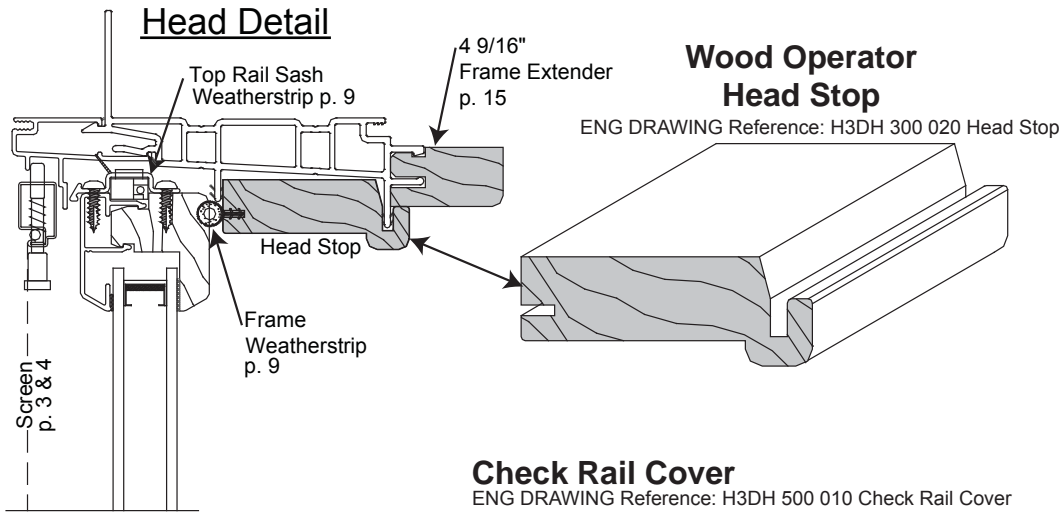 Head Detail
Top Rail Sash
Weatherstrip p. 9
4 9/16"
Frame Extender
p. 15
Wood Operator
Head Stop
ENG DRAWING Reference: H3DH 300 020 Head Stop
Head Stop
Frame
Weatherstrip
p. 9
Screen
p. 3 & 4
Check Rail Cover
ENG DRAWING Reference: H3DH 500 010 Check Rail Cover